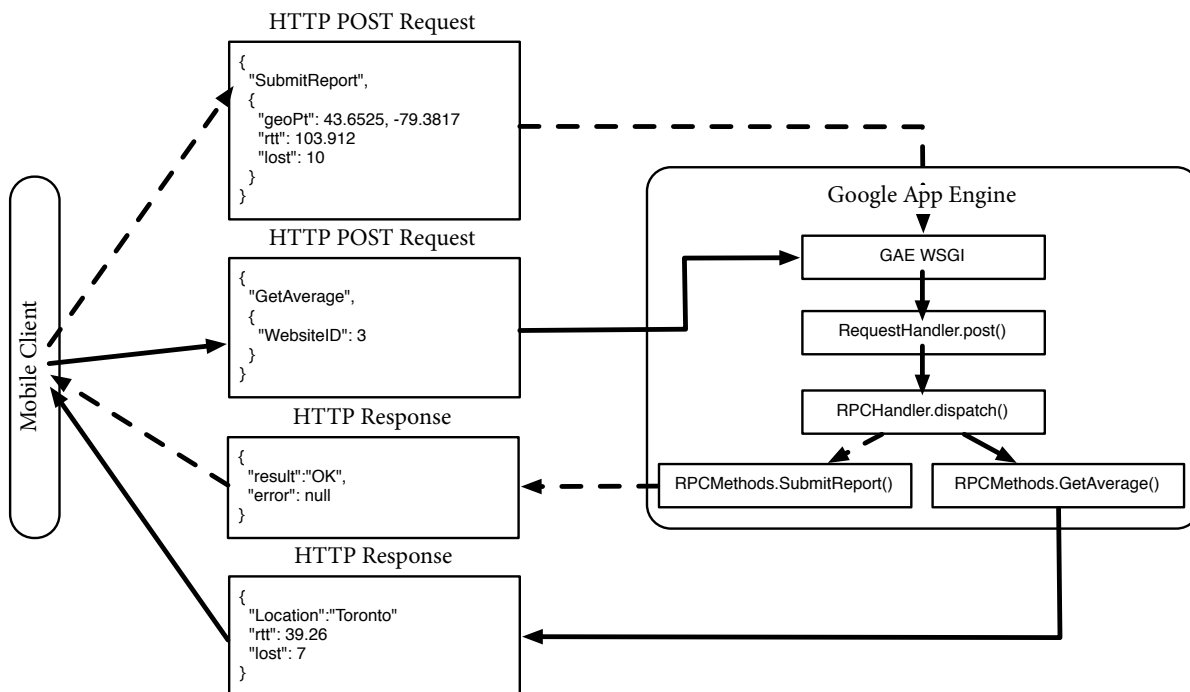 HTTP POST Request
{
"SubmitReport",
{
"geoPt": 43.6525, -79.3817
"rtt": 103.912
"lost": 10
}
}
HTTP POST Request
{
"GetAverage",
{
"WebsiteID": 3
}
}
HTTP Response
{
"result":"OK",
"error": null
}
HTTP Response
{
"Location":"Toronto"
"rtt": 39.26
"lost": 7
}
Mobile Client
Google App Engine
GAE WSGI
RequestHandler.post()
RPCHandler.dispatch()
RPCMethods.SubmitReport()
RPCMethods.GetAverage()